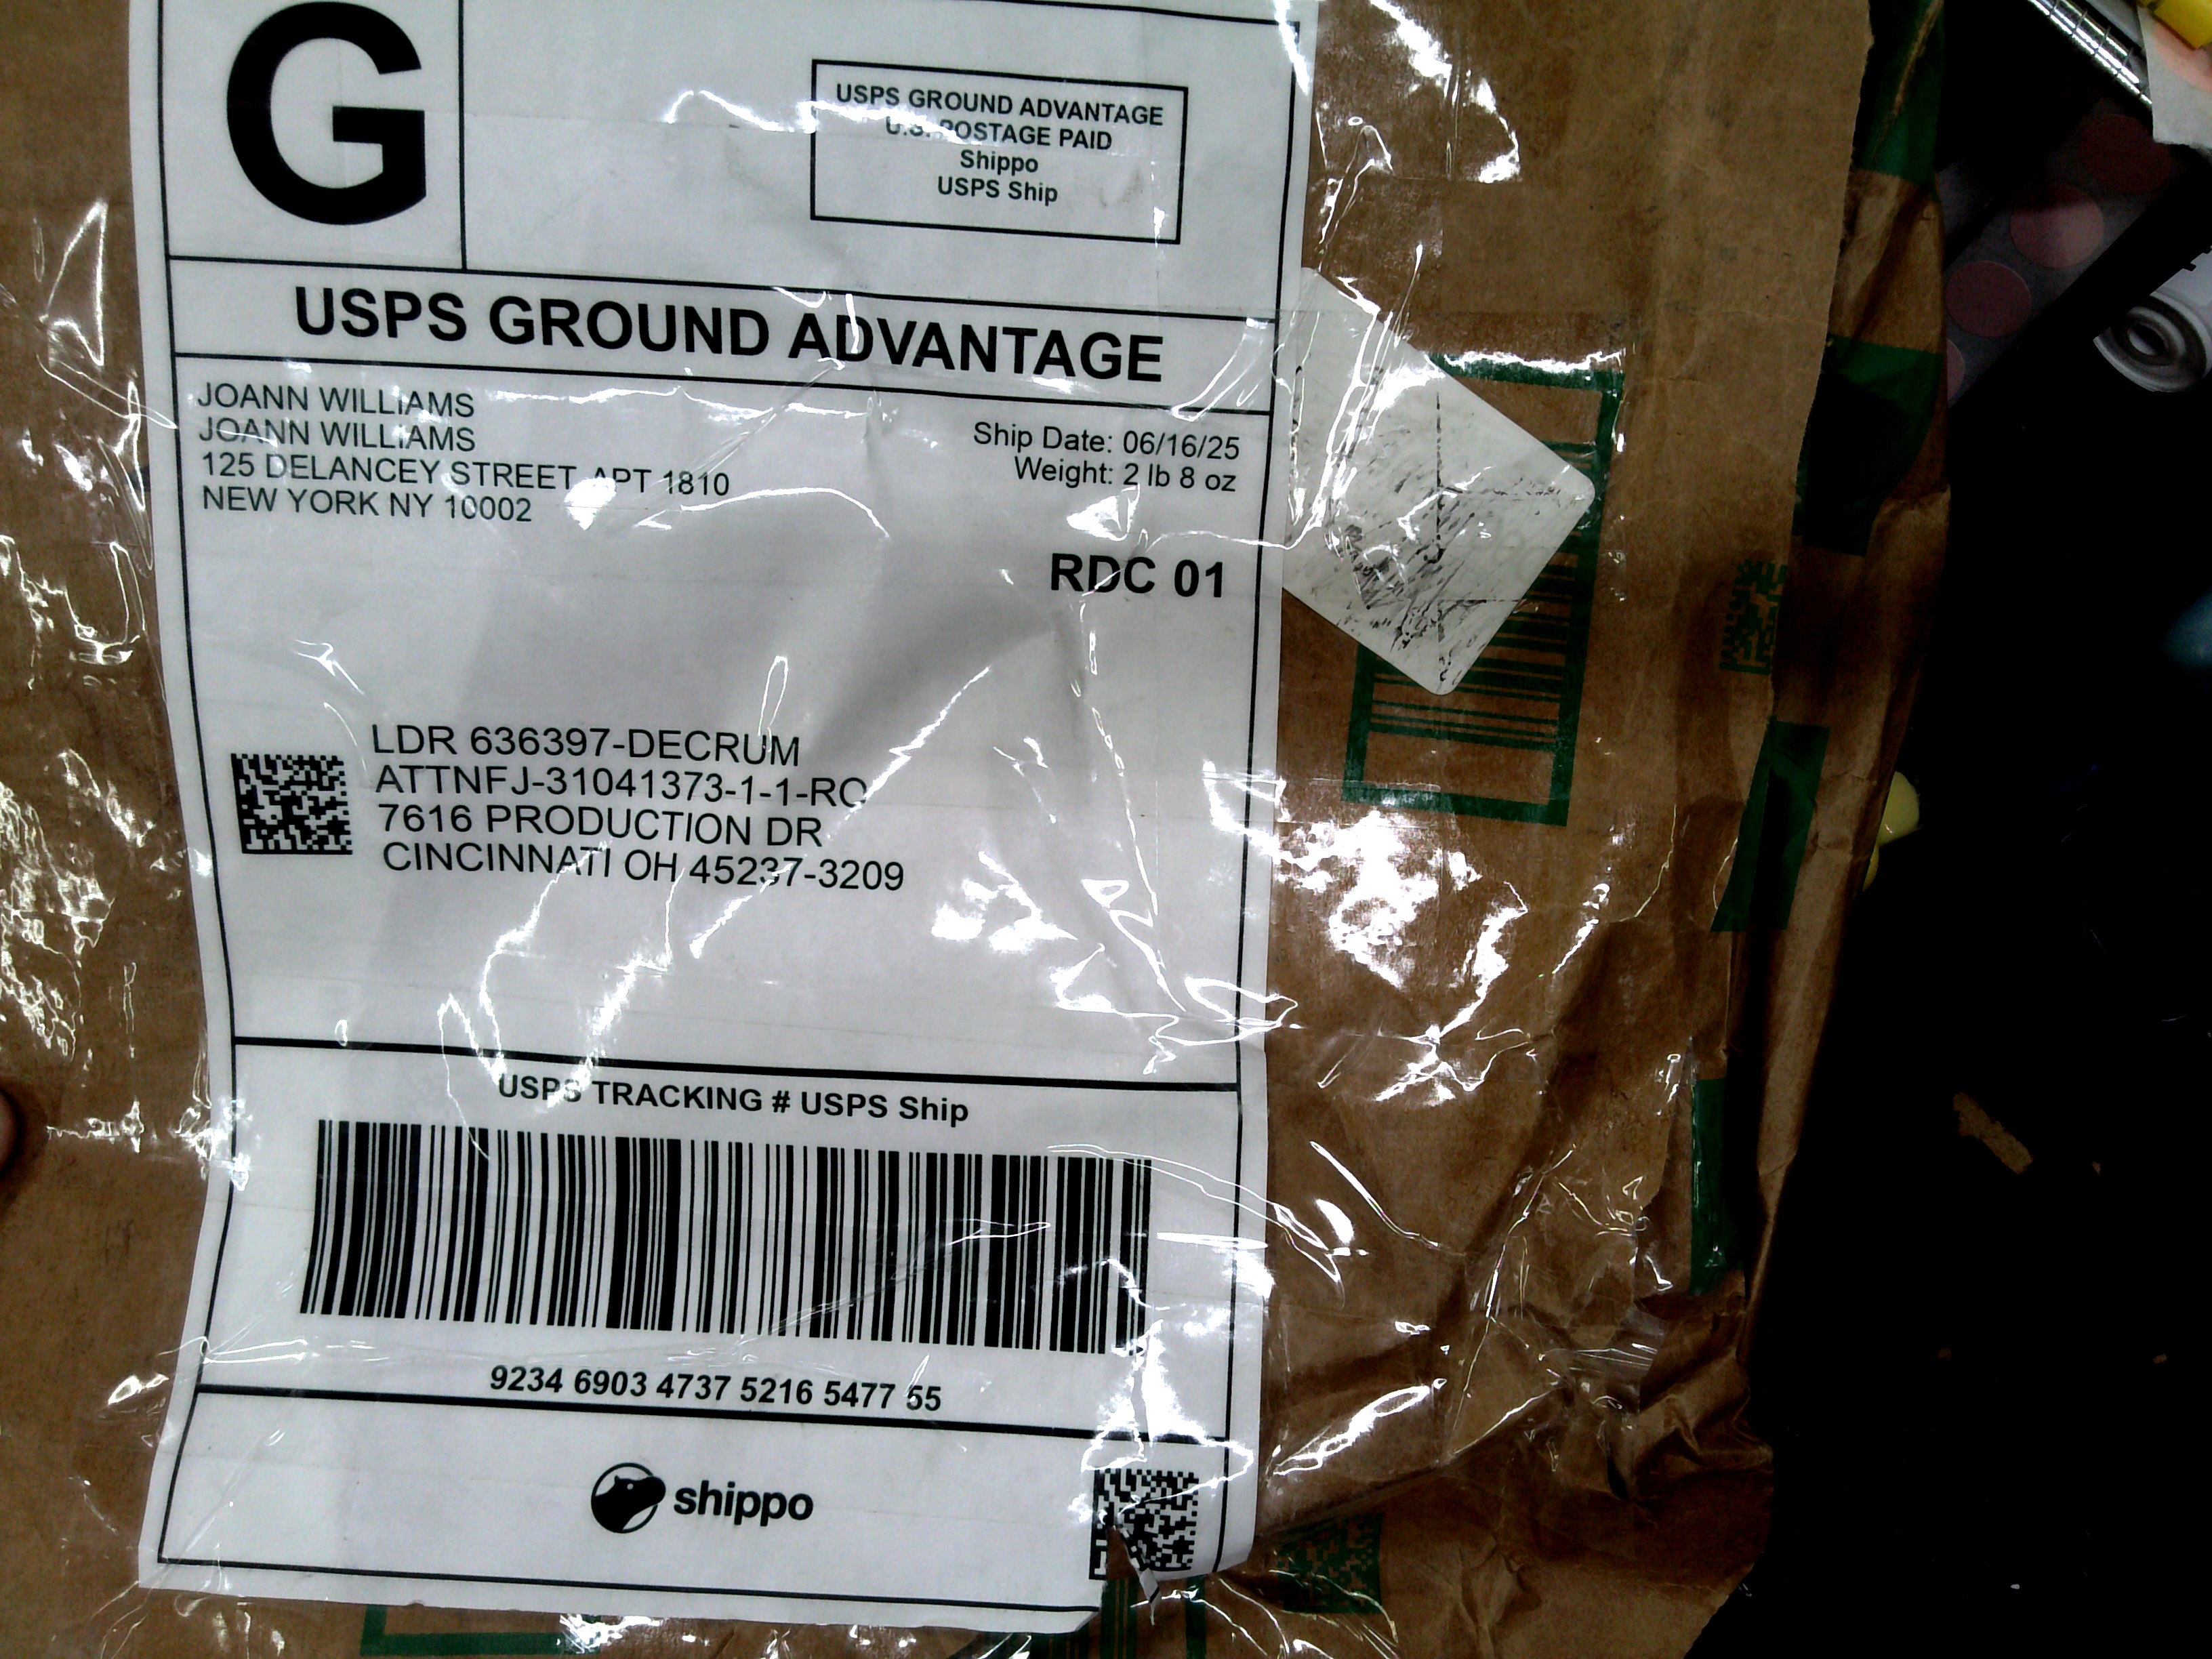 G
USPS GROUND ADVANTAGE
U.S. POSTAGE PAID
Shippo
USPS Ship
USPS GROUND ADVANTAGE
JOANN WILLIAMS
JOANN WILLIAMS
125 DELANCEY STREET APT 1810
NEW YORK NY 10002
Ship Date: 06/16/25
Weight: 2 lb 8 oz
RDC 01
LDR 636397-DECRUM
ATTNFJ-31041373-1-1-RO
7616 PRODUCTION DR
CINCINNATI OH 45237-3209
USPS TRACKING # USPS Ship
9234 6903 4737 5216 5477 55
shippo